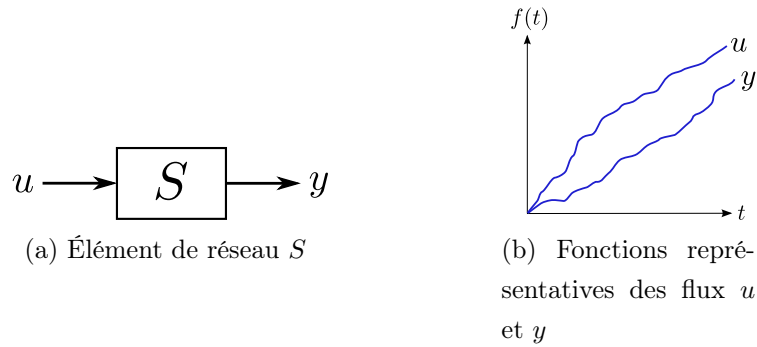 u
S
y
(a) Élément de réseau S
f(t)
u
y
t
(b) Fonctions repré-
sentatives des flux u
et y